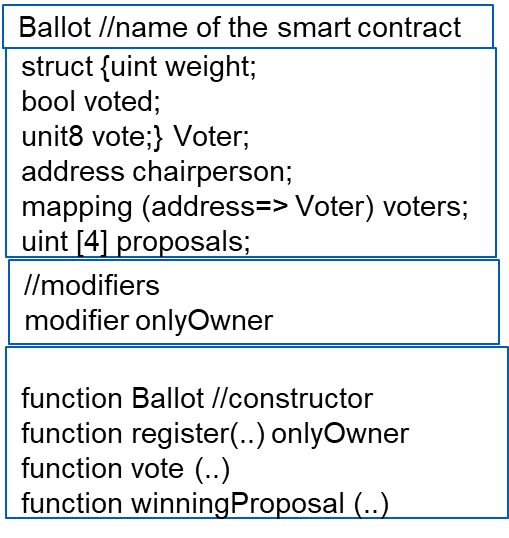 Ballot //name of the smart contract
struct {uint weight;
bool voted;
unit8 vote;} Voter;
address chairperson;
mapping (address=> Voter) voters;
uint [4] proposals;
//modifiers
modifier onlyOwner
function Ballot //constructor
function register(..) onlyOwner
function vote (..)
function winningProposal (..)